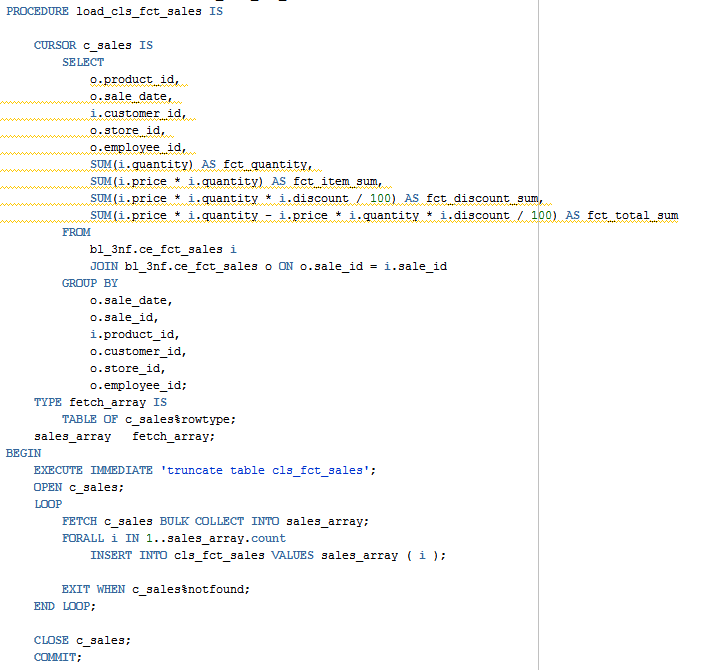 PROCEDURE load_cls_fct_sales IS
CURSOR c_sales IS
SELECT
o.product_id,
o.sale_date,
i.customer_id,
o.store_id,
o.employee_id,
SUM(i.quantity) AS fct_quantity,
SUM(i.price * i.quantity) AS fct_item_sum,
SUM(i.price * i.quantity * i.discount / 100) AS fct_discount_sum,
SUM(i.price * i.quantity - i.price * i.quantity * i.discount / 100) AS fct_total_sum
FROM
bl_3nf.ce_fct_sales i
JOIN bl_3nf.ce_fct_sales o ON o.sale_id = i.sale_id
GROUP BY
o.sale_date,
o.sale_id,
i.product_id,
o.customer_id,
o.store_id,
o.employee_id;
TYPE fetch_array IS
TABLE OF c_sales%rowtype;
sales_array fetch_array;
BEGIN
EXECUTE IMMEDIATE 'truncate table cls_fct_sales';
OPEN c_sales;
LOOP
FETCH c_sales BULK COLLECT INTO sales_array;
FORALL i IN 1..sales_array.count
INSERT INTO cls_fct_sales VALUES sales_array ( i );
EXIT WHEN c_sales%notfound;
END LOOP;
CLOSE c_sales;
COMMIT;